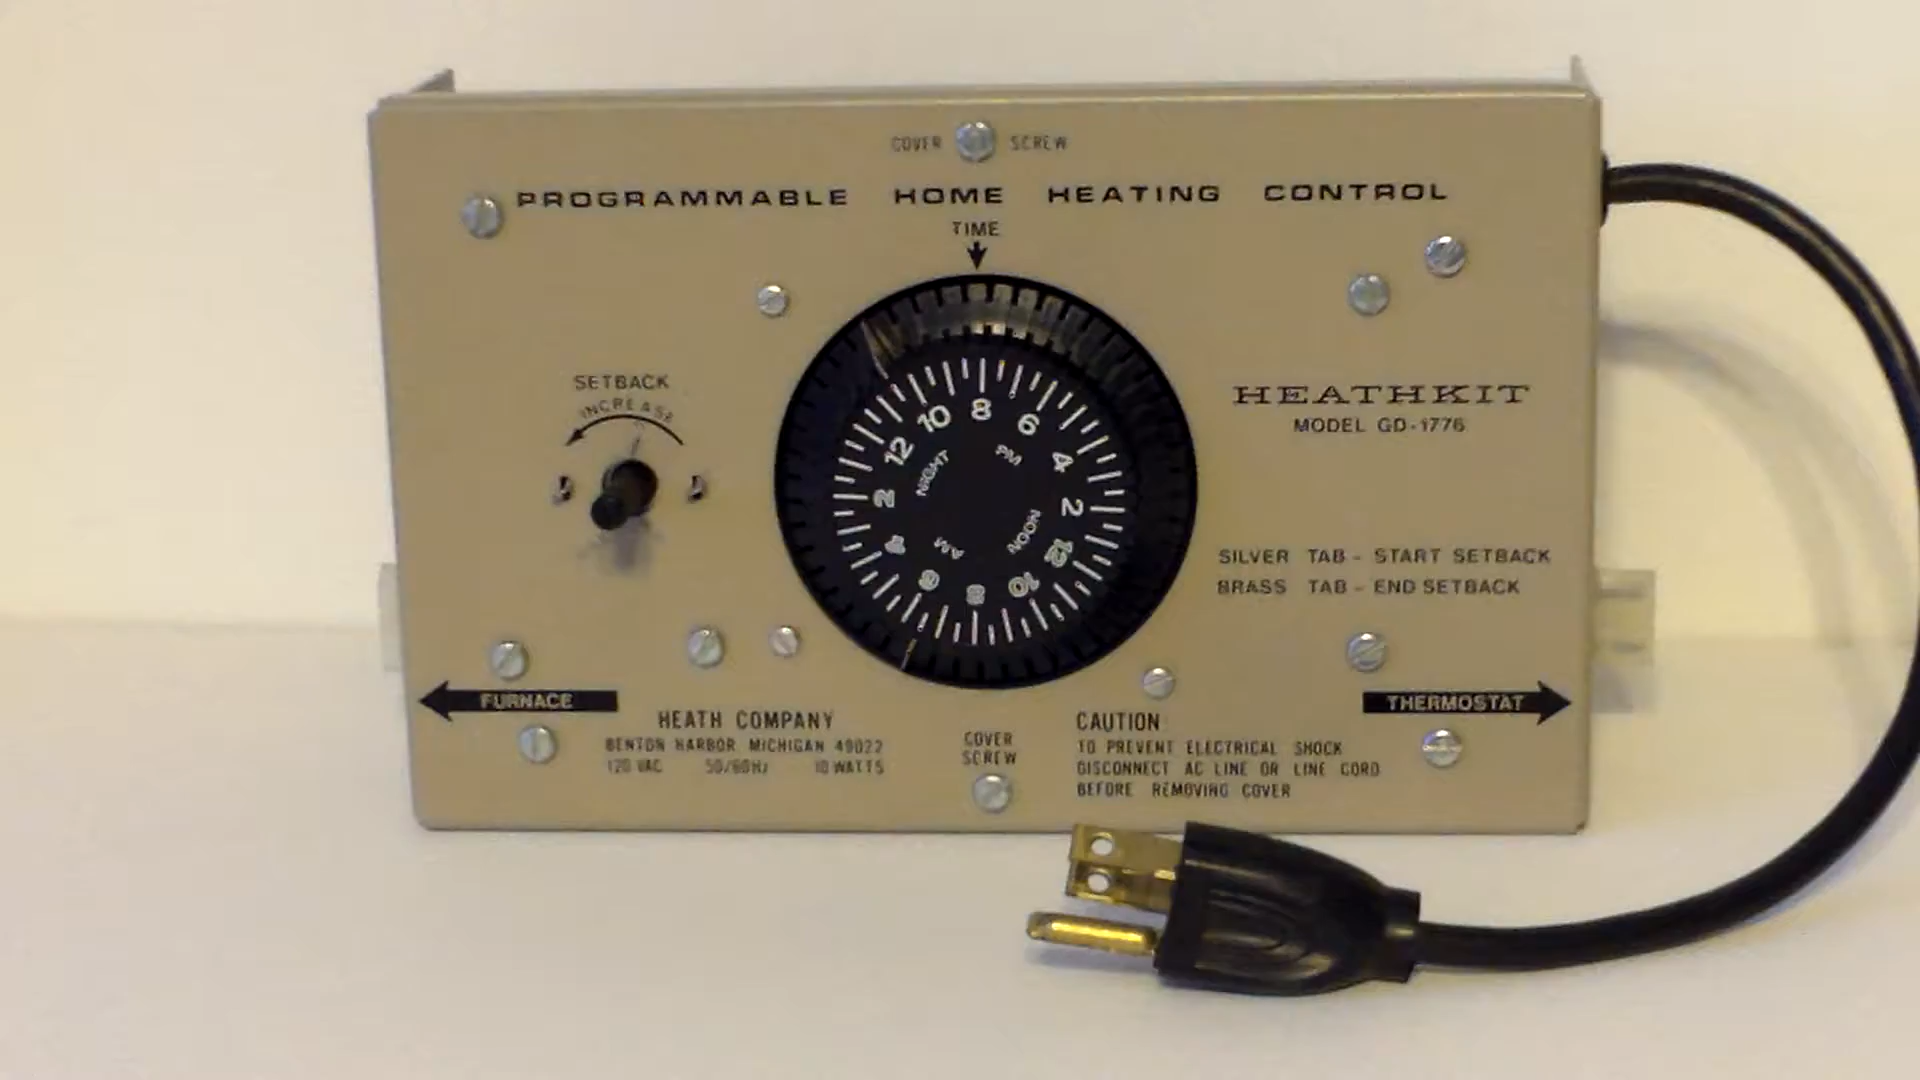 COVER SCREW
PROGRAMMABLE HOME HEATING CONTROL
TIME
SETBACK
INCREASE
HEATHKIT
MODEL GD-1776
8
10
6
12
4
NIGHT
PM
2
2
4
AM
NOON
12
6
8
10
SILVER TAB - START SETBACK
BRASS TAB - END SETBACK
FURNACE
THERMOSTAT
HEATH COMPANY
BENTON HARBOR, MICHIGAN 49022
120 VAC 50/60Hz 10 WATTS
COVER
SCREW
CAUTION
TO PREVENT ELECTRICAL SHOCK
DISCONNECT AC LINE OR LINE CORD
BEFORE REMOVING COVER